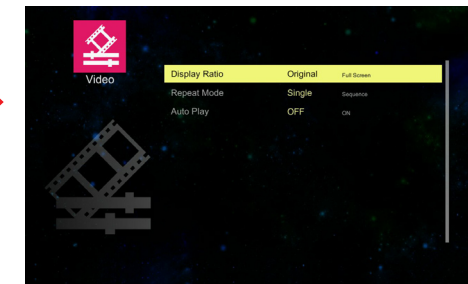 Video
Display Ratio Original Full Screen
Repeat Mode Single Sequence
Auto Play OFF ON